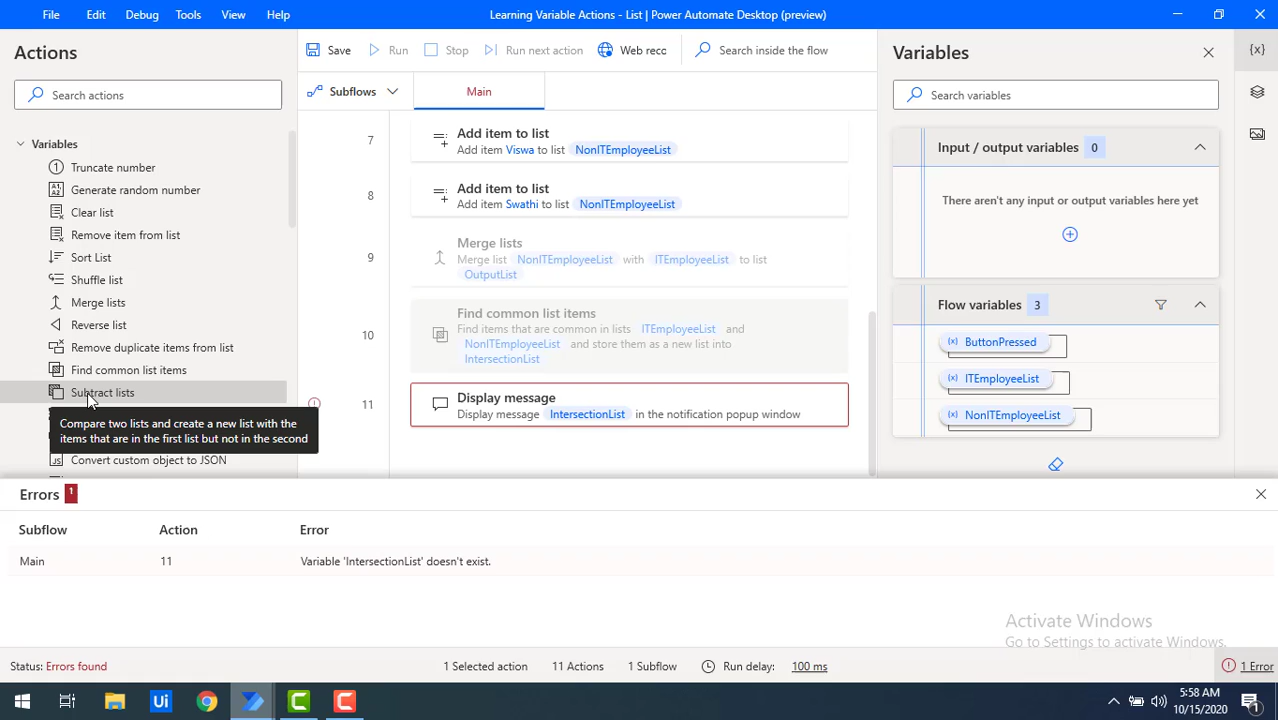 File Edit Debug Tools View Help
Learning Variable Actions - List | Power Automate Desktop (preview)
Actions
Search actions
Variables
Truncate number
Generate random number
Clear list
Remove item from list
Sort List
Shuffle list
Merge lists
Reverse list
Remove duplicate items from list
Find common list items
Subtract lists
Compare two lists and create a new list with the
items that are in the first list but not in the second
Convert custom object to JSON
Save Run Stop Run next action Web rec Search inside the flow
Subflows Main
7 Add item to list
Add item Viswa to list NonITEmployeeList
8 Add item to list
Add item Swathi to list NonITEmployeeList
9 Merge lists
Merge list NonITEmployeeList with ITEmployeeList to list
OutputList
10 Find common list items
Find items that are common in lists ITEmployeeList and
NonITEmployeeList and store them as a new list into
IntersectionList
11 Display message
Display message IntersectionList in the notification popup window
Variables
Search variables
Input / output variables 0
There aren't any input or output variables here yet
Flow variables 3
(x) ButtonPressed
(x) ITEmployeeList
(x) NonITEmployeeList
{x}
Errors 1
Subflow Action Error
Main 11 Variable 'IntersectionList' doesn't exist.
Activate Windows
Go to Settings to activate Windows.
Status: Errors found 1 Selected action 11 Actions 1 Subflow Run delay: 100 ms 1 Error
Ui
5:58 AM
10/15/2020
1